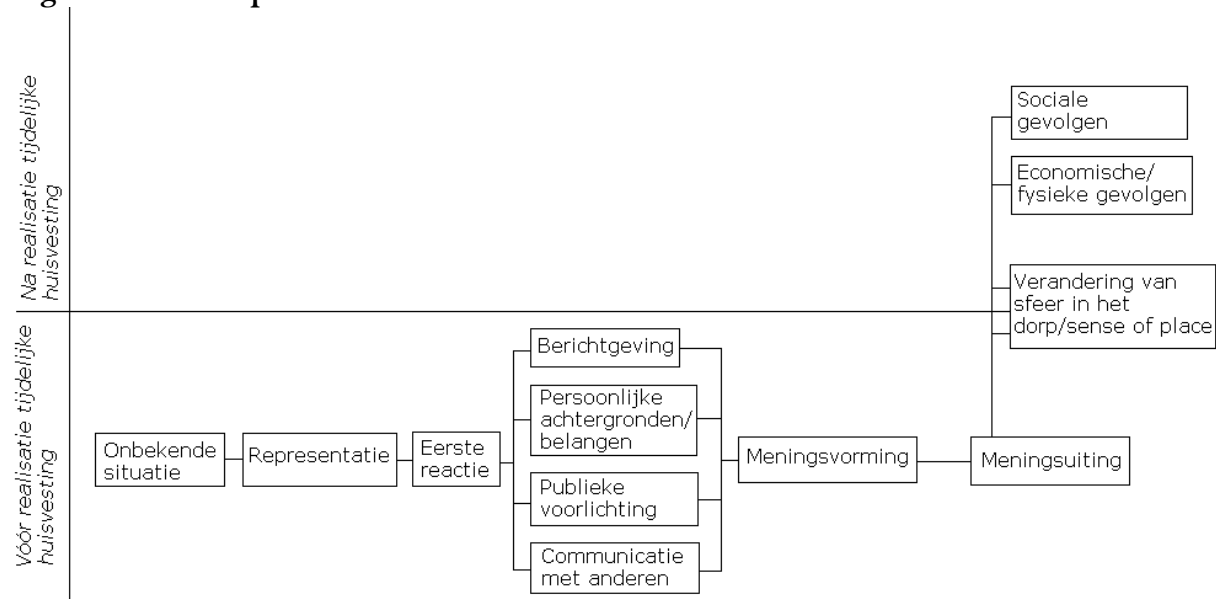 Na realisatie tijdelijke
huisvesting
Sociale
gevolgen
Economische/
fysieke gevolgen
Verandering van
sfeer in het
dorp/sense of place
Vóór realisatie tijdelijke
huisvesting
Onbekende
situatie
Representatie
Eerste
reactie
Berichtgeving
Persoonlijke
achtergronden/
belangen
Publieke
voorlichting
Communicatie
met anderen
Meningsvorming
Meningsuiting